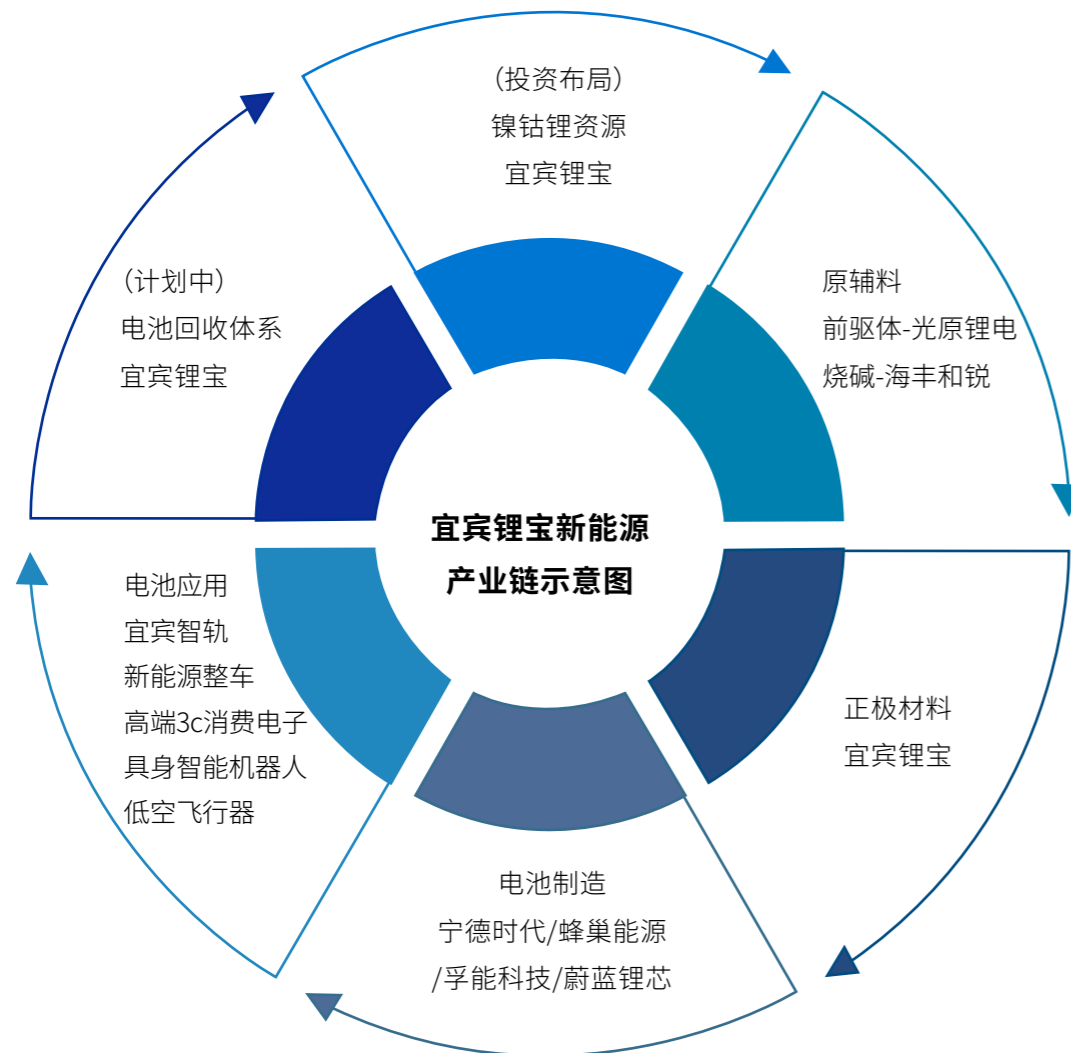 (投资布局)
镍钴锂资源
宜宾锂宝
原辅料
前驱体-光原锂电
烧碱-海丰和锐
正极材料
宜宾锂宝
电池制造
宁德时代/蜂巢能源
/孚能科技/蔚蓝锂芯
电池应用
宜宾智轨
新能源整车
高端3c消费电子
具身智能机器人
低空飞行器
(计划中)
电池回收体系
宜宾锂宝
宜宾锂宝新能源
产业链示意图